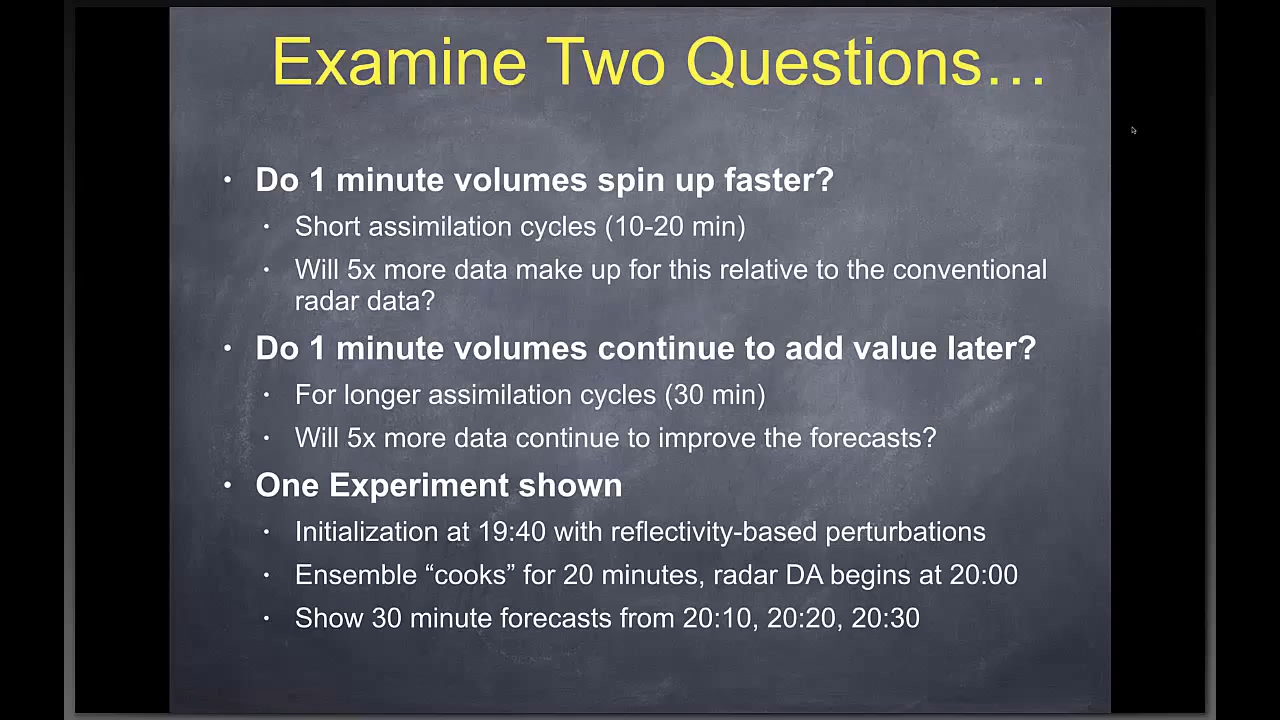 Examine Two Questions…
• Do 1 minute volumes spin up faster?
• Short assimilation cycles (10-20 min)
• Will 5x more data make up for this relative to the conventional
radar data?
• Do 1 minute volumes continue to add value later?
• For longer assimilation cycles (30 min)
• Will 5x more data continue to improve the forecasts?
• One Experiment shown
• Initialization at 19:40 with reflectivity-based perturbations
• Ensemble “cooks” for 20 minutes, radar DA begins at 20:00
• Show 30 minute forecasts from 20:10, 20:20, 20:30